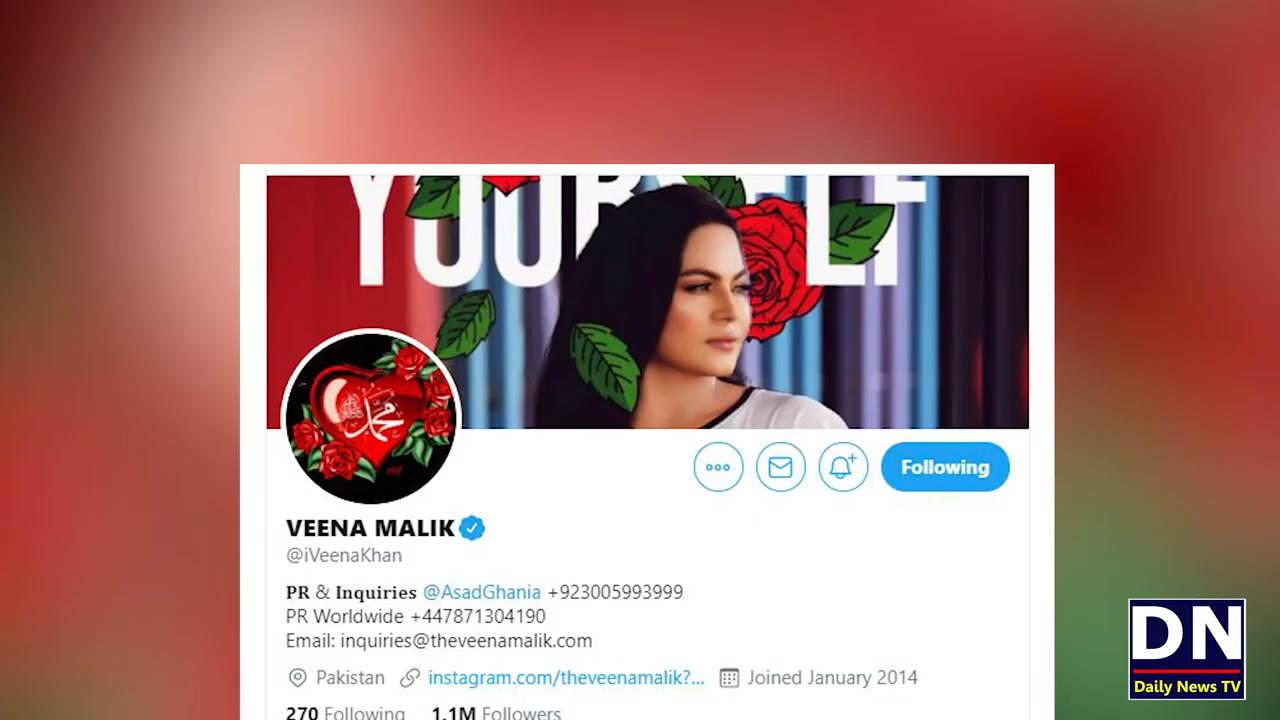 YOURSELF
محمد
VEENA MALIK
@iVeenaKhan
PR & Inquiries @AsadGhania +923005993999
PR Worldwide +447871304190
Email: inquiries@theveenamalik.com
Pakistan instagram.com/theveenamalik?... Joined January 2014
270 Following 1.1M Followers
Following
DN
Daily News TV